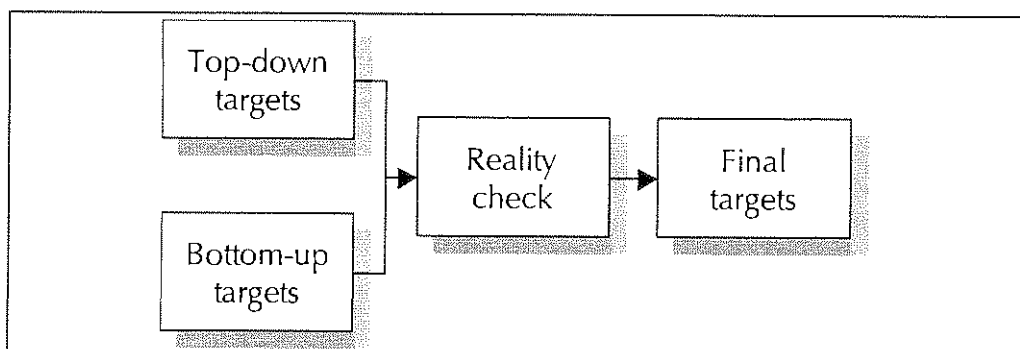 Top-down
targets
Bottom-up
targets
Reality
check
Final
targets